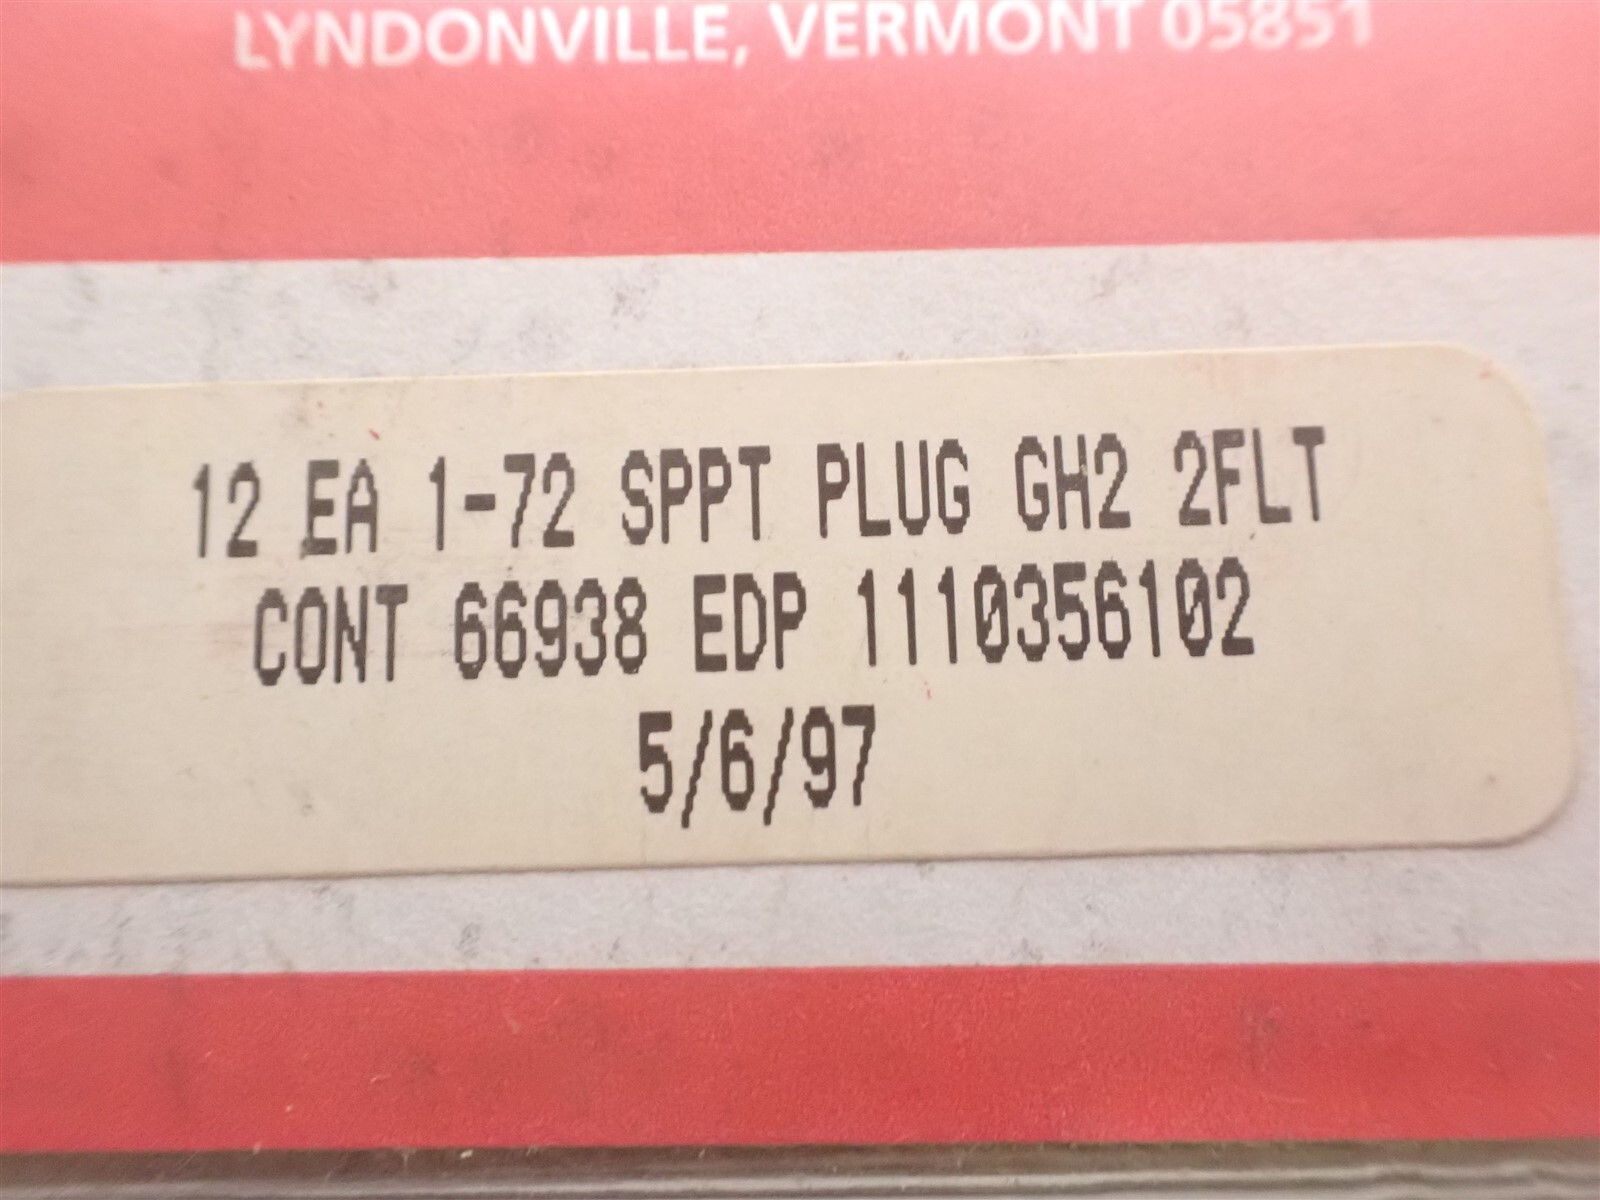 LYNDONVILLE, VERMONT 05851
12 EA 1-72 SPPT PLUG GH2 2FLT
CONT 66938 EDP 1110356102
5/6/97